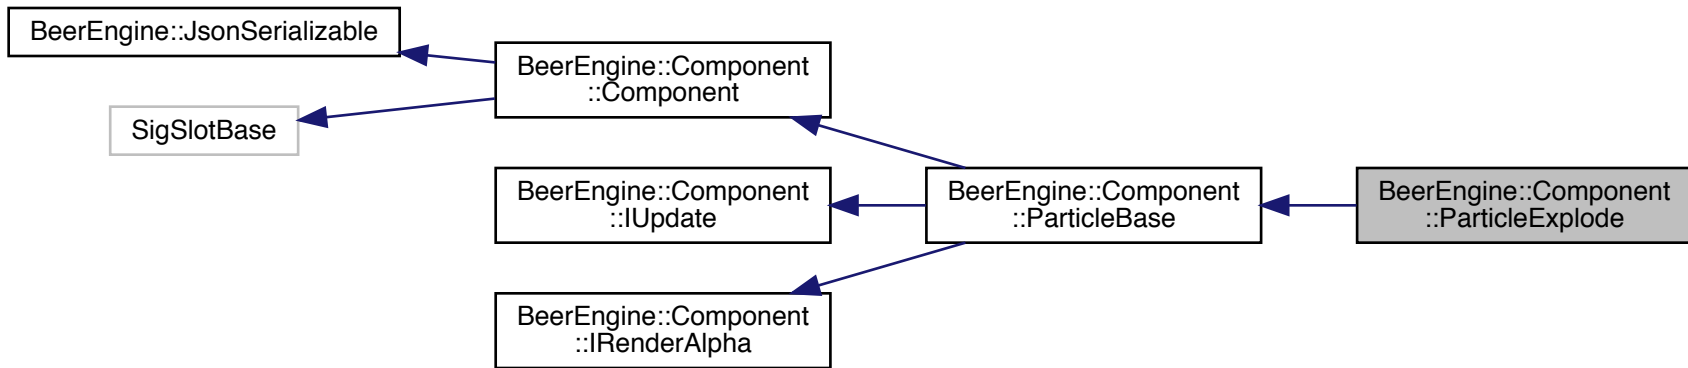 BeerEngine::JsonSerializable
SigSlotBase
BeerEngine::Component
::Component
BeerEngine::Component
::IUpdate
BeerEngine::Component
::IRenderAlpha
BeerEngine::Component
::ParticleBase
BeerEngine::Component
::ParticleExplode